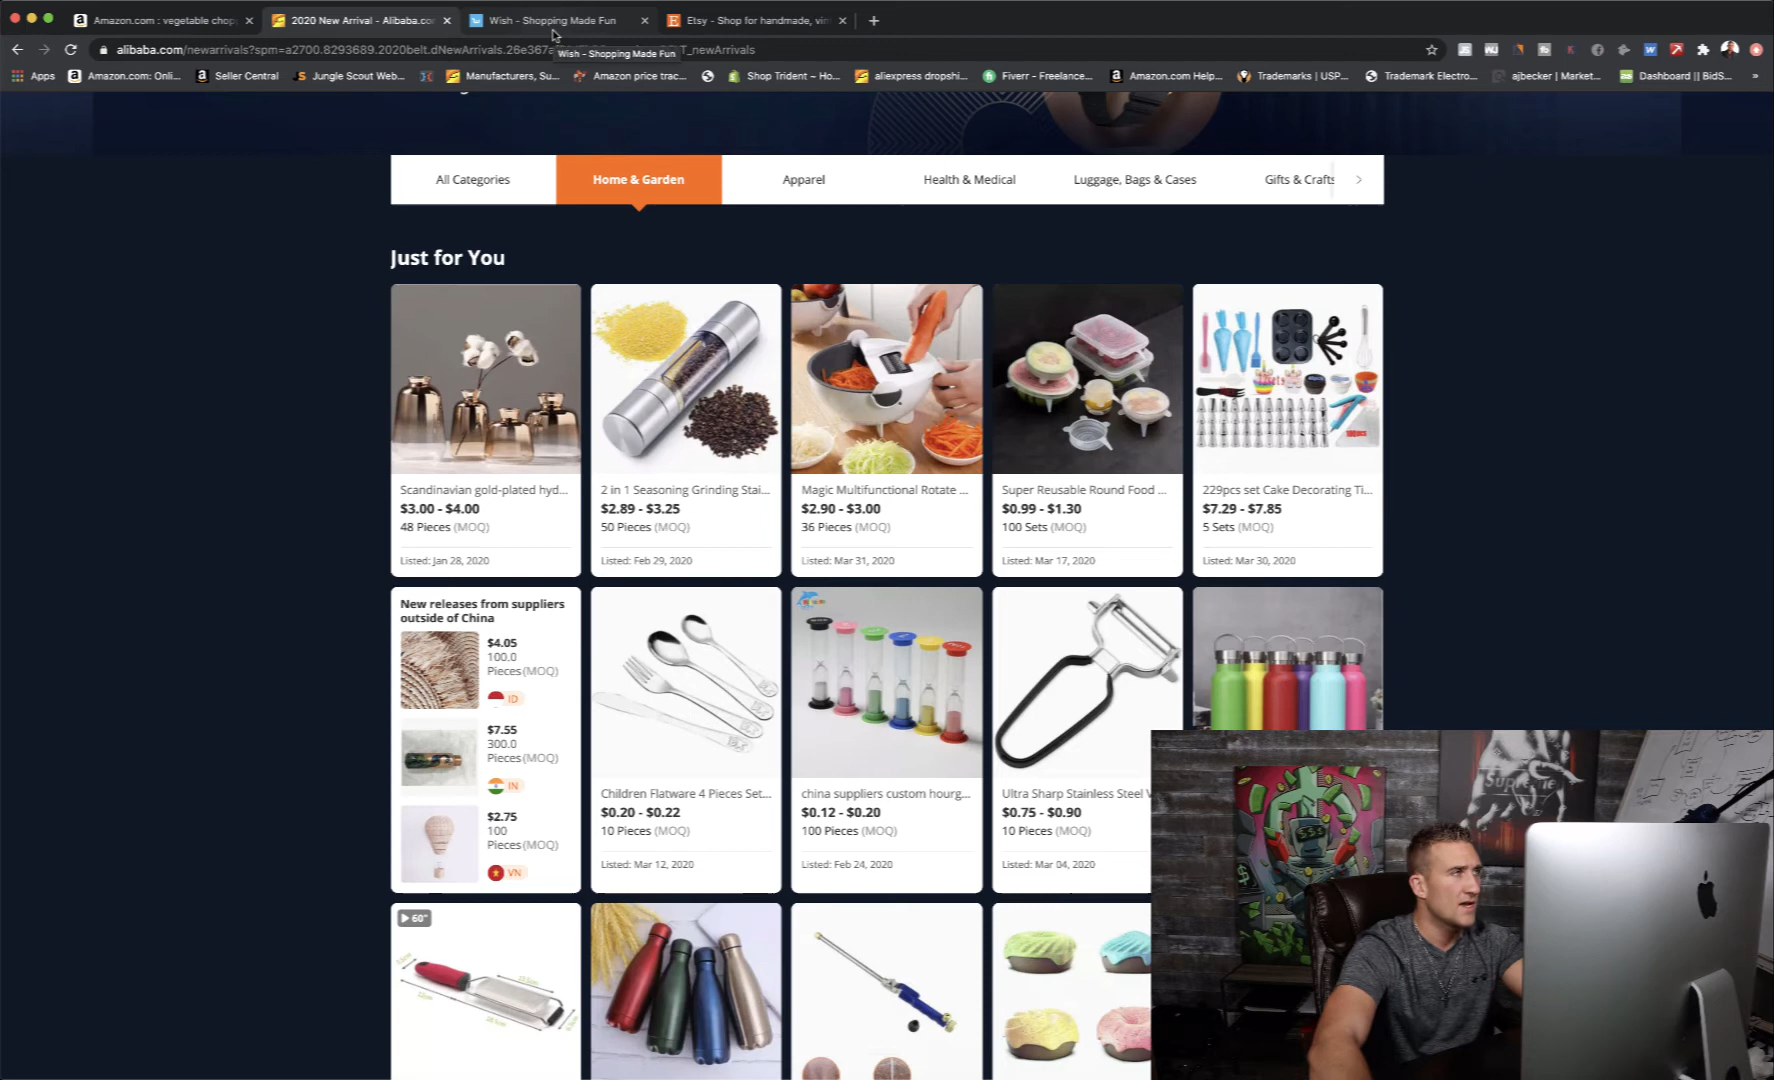 Amazon.com : vegetable chop
2020 New Arrival - Alibaba.co
Wish - Shopping Made Fun
Etsy - Shop for handmade, vin
alibaba.com/newarrivals?spm=a2700.8293689.2020belt.dNewArrivals.26e367a
T_newArrivals
Wish - Shopping Made Fun
Apps
Amazon.com: Onli...
Seller Central
Jungle Scout Web...
Manufacturers, Su...
Amazon price trac...
Shop Trident – Ho...
aliexpress dropshi...
Fiverr - Freelance...
Amazon.com Help...
Trademarks | USP...
Trademark Electro...
ajbecker | Market...
Dashboard || BidS...
All Categories
Home & Garden
Apparel
Health & Medical
Luggage, Bags & Cases
Gifts & Crafts
Just for You
Scandinavian gold-plated hyd...
$3.00 - $4.00
48 Pieces (MOQ)
Listed: Jan 28, 2020
2 in 1 Seasoning Grinding Stai...
$2.89 - $3.25
50 Pieces (MOQ)
Listed: Feb 29, 2020
Magic Multifunctional Rotate ...
$2.90 - $3.00
36 Pieces (MOQ)
Listed: Mar 31, 2020
Super Reusable Round Food ...
$0.99 - $1.30
100 Sets (MOQ)
Listed: Mar 17, 2020
229pcs set Cake Decorating Ti...
$7.29 - $7.85
5 Sets (MOQ)
Listed: Mar 30, 2020
New releases from suppliers
outside of China
$4.05
100.0
Pieces(MOQ)
ID
$7.55
300.0
Pieces(MOQ)
IN
$2.75
100
Pieces(MOQ)
VN
Children Flatware 4 Pieces Set...
$0.20 - $0.22
10 Pieces (MOQ)
Listed: Mar 12, 2020
china suppliers custom hourg...
$0.12 - $0.20
100 Pieces (MOQ)
Listed: Feb 24, 2020
Ultra Sharp Stainless Steel V
$0.75 - $0.90
10 Pieces (MOQ)
Listed: Mar 04, 2020
60"